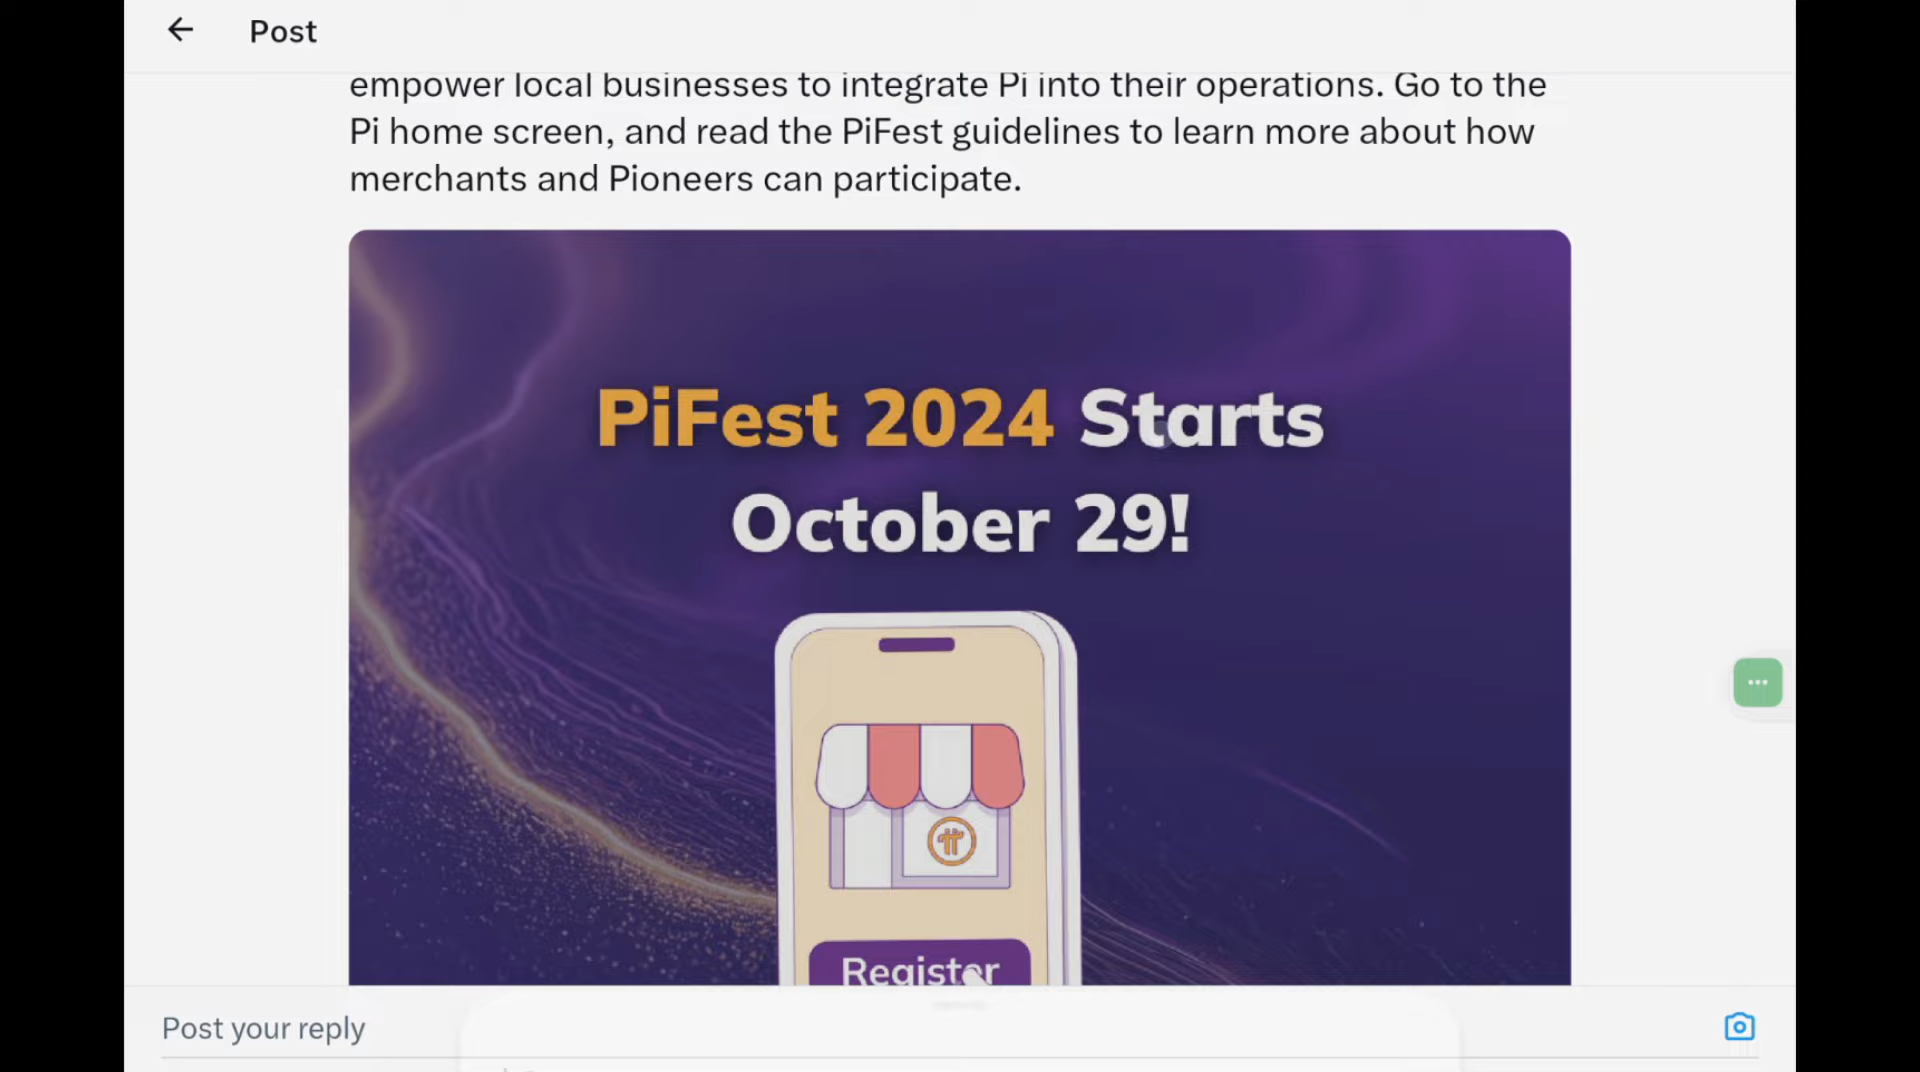 Post
empower local businesses to integrate Pi into their operations. Go to the
Pi home screen, and read the PiFest guidelines to learn more about how
merchants and Pioneers can participate.
PiFest 2024 Starts
October 29!
Register
Post your reply